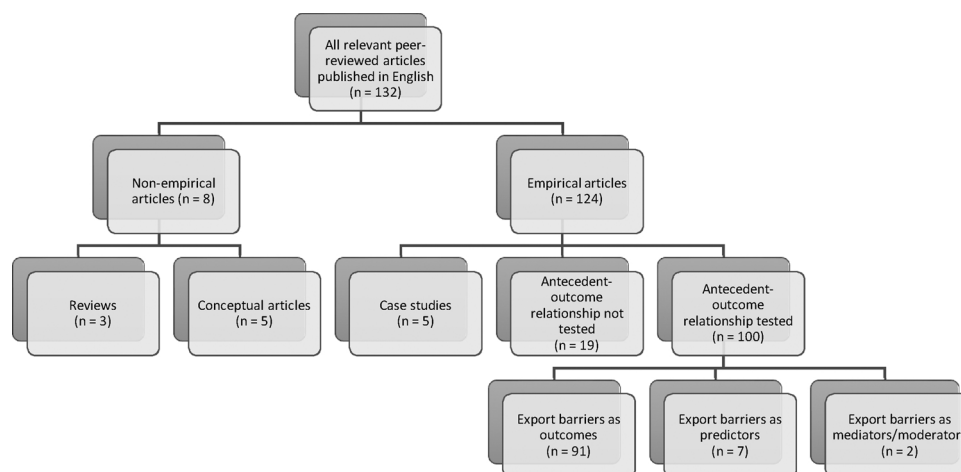 All relevant peer-
reviewed articles
published in English
(n = 132)
Non-empirical
articles (n = 8)
Empirical articles
(n = 124)
Reviews
(n = 3)
Conceptual articles
(n = 5)
Case studies
(n = 5)
Antecedent-
outcome
relationship not
tested
(n = 19)
Antecedent-
outcome
relationship tested
(n = 100)
Export barriers as
outcomes
(n = 91)
Export barriers as
predictors
(n = 7)
Export barriers as
mediators/moderator
(n = 2)